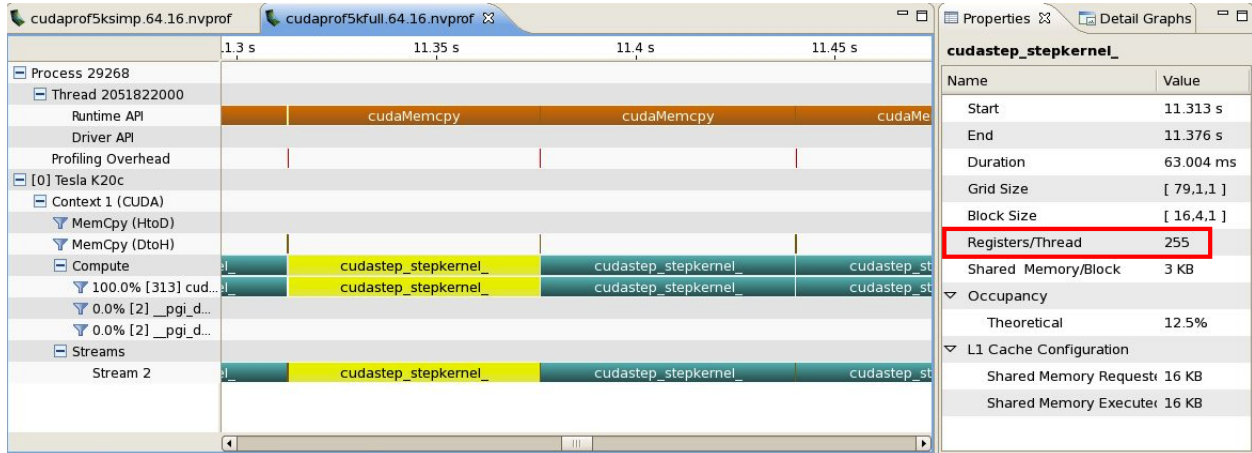 cudaprof5ksimp.64.16.nvprof
cudaprof5kfull.64.16.nvprof
.1.3 s 11.35 s 11.4 s 11.45 s
Process 29268
Thread 2051822000
Runtime API cudaMemcpy cudaMemcpy cudaMe
Driver API
Profiling Overhead
[0] Tesla K20c
Context 1 (CUDA)
MemCpy (HtoD)
MemCpy (DtoH)
Compute el_ cudastep_stepkernel_ cudastep_stepkernel_ cudastep_st
100.0% [313] cud... el_ cudastep_stepkernel_ cudastep_stepkernel_ cudastep_st
0.0% [2] __pgi_d...
0.0% [2] __pgi_d...
Streams
Stream 2 el_ cudastep_stepkernel_ cudastep_stepkernel_ cudastep_st
Properties
Detail Graphs
cudastep_stepkernel_
Name Value
Start 11.313 s
End 11.376 s
Duration 63.004 ms
Grid Size [ 79,1,1 ]
Block Size [ 16,4,1 ]
Registers/Thread 255
Shared Memory/Block 3 KB
Occupancy
Theoretical 12.5%
L1 Cache Configuration
Shared Memory Requeste 16 KB
Shared Memory Executed 16 KB